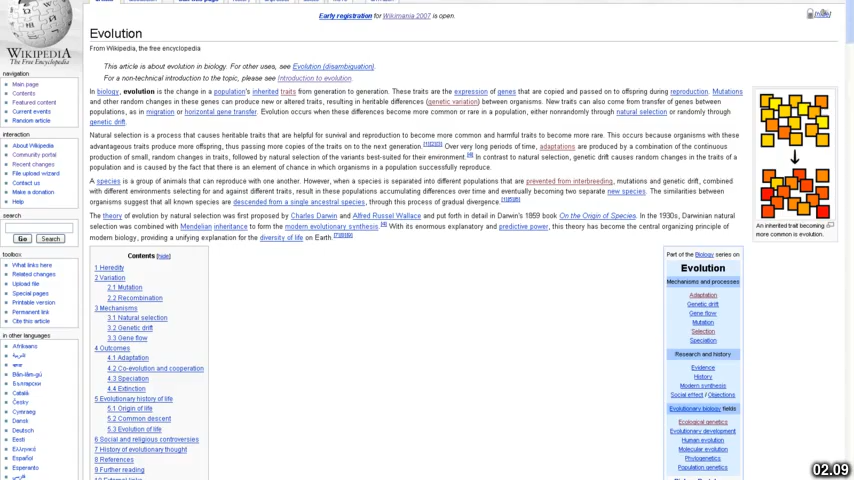 Early registration for Wikimania 2007 is open.
WIKIPEDIA
The Free Encyclopedia
navigation
Main page
Contents
Featured content
Current events
Random article
interaction
About Wikipedia
Community portal
Recent changes
File upload wizard
Contact us
Make a donation
Help
search
Go Search
toolbox
What links here
Related changes
Upload file
Special pages
Printable version
Permanent link
Cite this article
in other languages
Afrikaans
العربية
Bân-lâm-gú
Български
Català
Česky
Cymraeg
Dansk
Deutsch
Eesti
Ελληνικά
Español
Esperanto
Evolution
From Wikipedia, the free encyclopedia
This article is about evolution in biology. For other uses, see Evolution (disambiguation).
For a non-technical introduction to the topic, please see Introduction to evolution.
In biology, evolution is the change in a population's inherited traits from generation to generation. These traits are the expression of genes that are copied and passed on to offspring during reproduction. Mutations
and other random changes in these genes can produce new or altered traits, resulting in heritable differences (genetic variation) between organisms. New traits can also come from transfer of genes between
populations, as in migration or horizontal gene transfer. Evolution occurs when these differences become more common or rare in a population, either nonrandomly through natural selection or randomly through
genetic drift.
Natural selection is a process that causes heritable traits that are helpful for survival and reproduction to become more common and harmful traits to become more rare. This occurs because organisms with these
advantageous traits produce more offspring, thus passing more copies of the traits on to the next generation.[1][2][3] Over very long periods of time, adaptations are produced by a combination of the continuous
production of small, random changes in traits, followed by natural selection of the variants best-suited for their environment.[4] In contrast to natural selection, genetic drift causes random changes in the traits of a
population and is caused by the fact that there is an element of chance in which organisms in a population successfully reproduce.
A species is a group of animals that can reproduce with one another. However, when a species is separated into different populations that are prevented from interbreeding, mutations and genetic drift, combined
with different environments selecting for and against different traits, result in these populations accumulating differences over time and eventually becoming two separate new species. The similarities between
organisms suggest that all known species are descended from a single ancestral species, through this process of gradual divergence.
The theory of evolution by natural selection was first proposed by Charles Darwin and Alfred Russel Wallace and put forth in detail in Darwin's 1859 book On the Origin of Species. In the 1930s, Darwinian natural
selection was combined with Mendelian inheritance to form the modern evolutionary synthesis. With its enormous explanatory and predictive power, this theory has become the central organizing principle of
modern biology, providing a unifying explanation for the diversity of life on Earth.
Contents [hide]
1 Heredity
2 Variation
2.1 Mutation
2.2 Recombination
3 Mechanisms
3.1 Natural selection
3.2 Genetic drift
3.3 Gene flow
4 Outcomes
4.1 Adaptation
4.2 Co-evolution and cooperation
4.3 Speciation
4.4 Extinction
5 Evolutionary history of life
5.1 Origin of life
5.2 Common descent
5.3 Evolution of life
6 Social and religious controversies
7 History of evolutionary thought
8 References
9 Further reading
10 External links
An inherited trait becoming
more common is evolution.
Part of the Biology series on
Evolution
Mechanisms and processes
Adaptation
Genetic drift
Gene flow
Mutation
Selection
Speciation
Research and history
Evidence
History
Modern synthesis
Social effect / Objections
Evolutionary biology fields
Ecological genetics
Evolutionary development
Human evolution
Molecular evolution
Phylogenetics
Population genetics
02.09